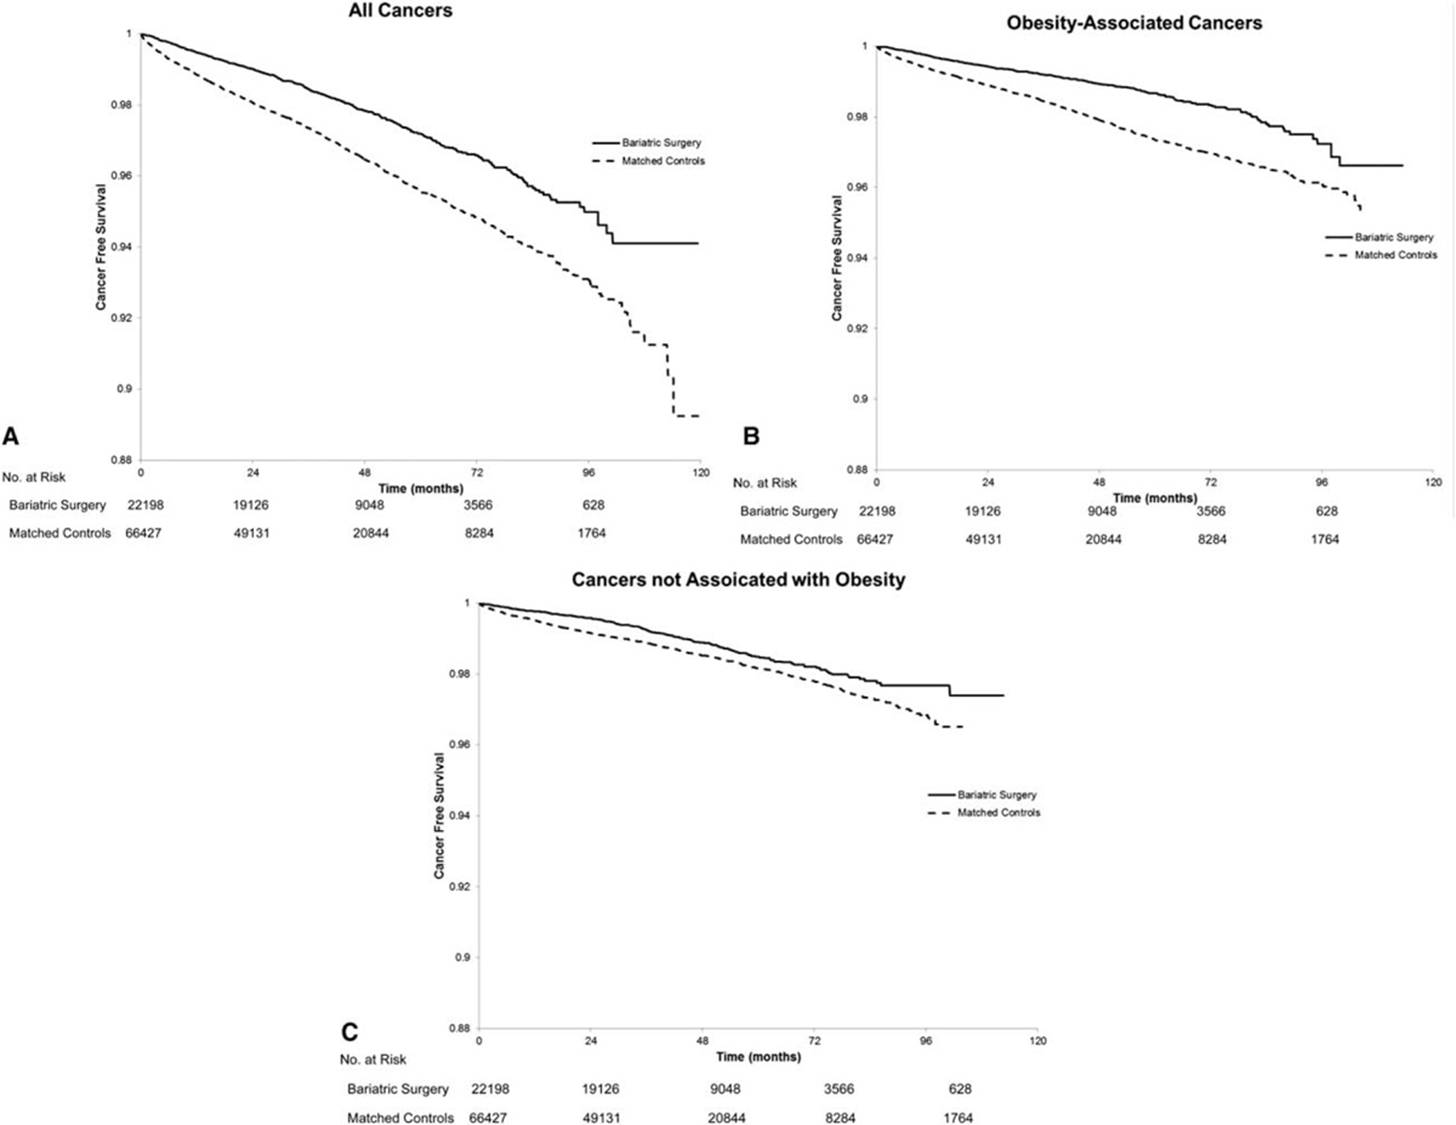 All Cancers
1
0.98
0.96
0.94
0.92
0.9
0.88
Cancer Free Survival
Bariatric Surgery
Matched Controls
0 24 48 72 96 120
Time (months)
A
No. at Risk
Bariatric Surgery 22198 19126 9048 3566 628
Matched Controls 66427 49131 20844 8284 1764
Obesity-Associated Cancers
1
0.98
0.96
0.94
0.92
0.9
0.88
Cancer Free Survival
Bariatric Surgery
Matched Controls
0 24 48 72 96 120
Time (months)
B
No. at Risk
Bariatric Surgery 22198 19126 9048 3566 628
Matched Controls 66427 49131 20844 8284 1764
Cancers not Assoicated with Obesity
1
0.98
0.96
0.94
0.92
0.9
0.88
Cancer Free Survival
Bariatric Surgery
Matched Controls
0 24 48 72 96 120
Time (months)
C
No. at Risk
Bariatric Surgery 22198 19126 9048 3566 628
Matched Controls 66427 49131 20844 8284 1764